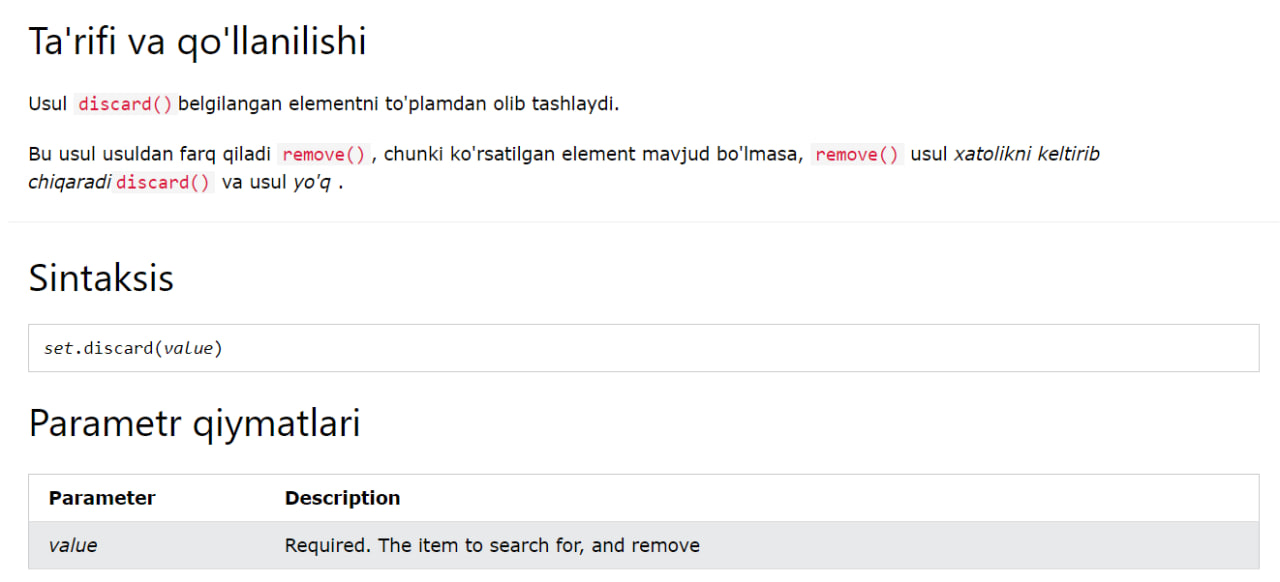 Ta'rifi va qo'llanilishi
Usul discard() belgilangan elementni to'plamdan olib tashlaydi.
Bu usul usuldan farq qiladi remove() , chunki ko'rsatilgan element mavjud bo'lmasa, remove() usul xatolikni keltirib
chiqaradi discard() va usul yo'q .
Sintaksis
set.discard(value)
Parametr qiymatlari
Parameter Description
value Required. The item to search for, and remove